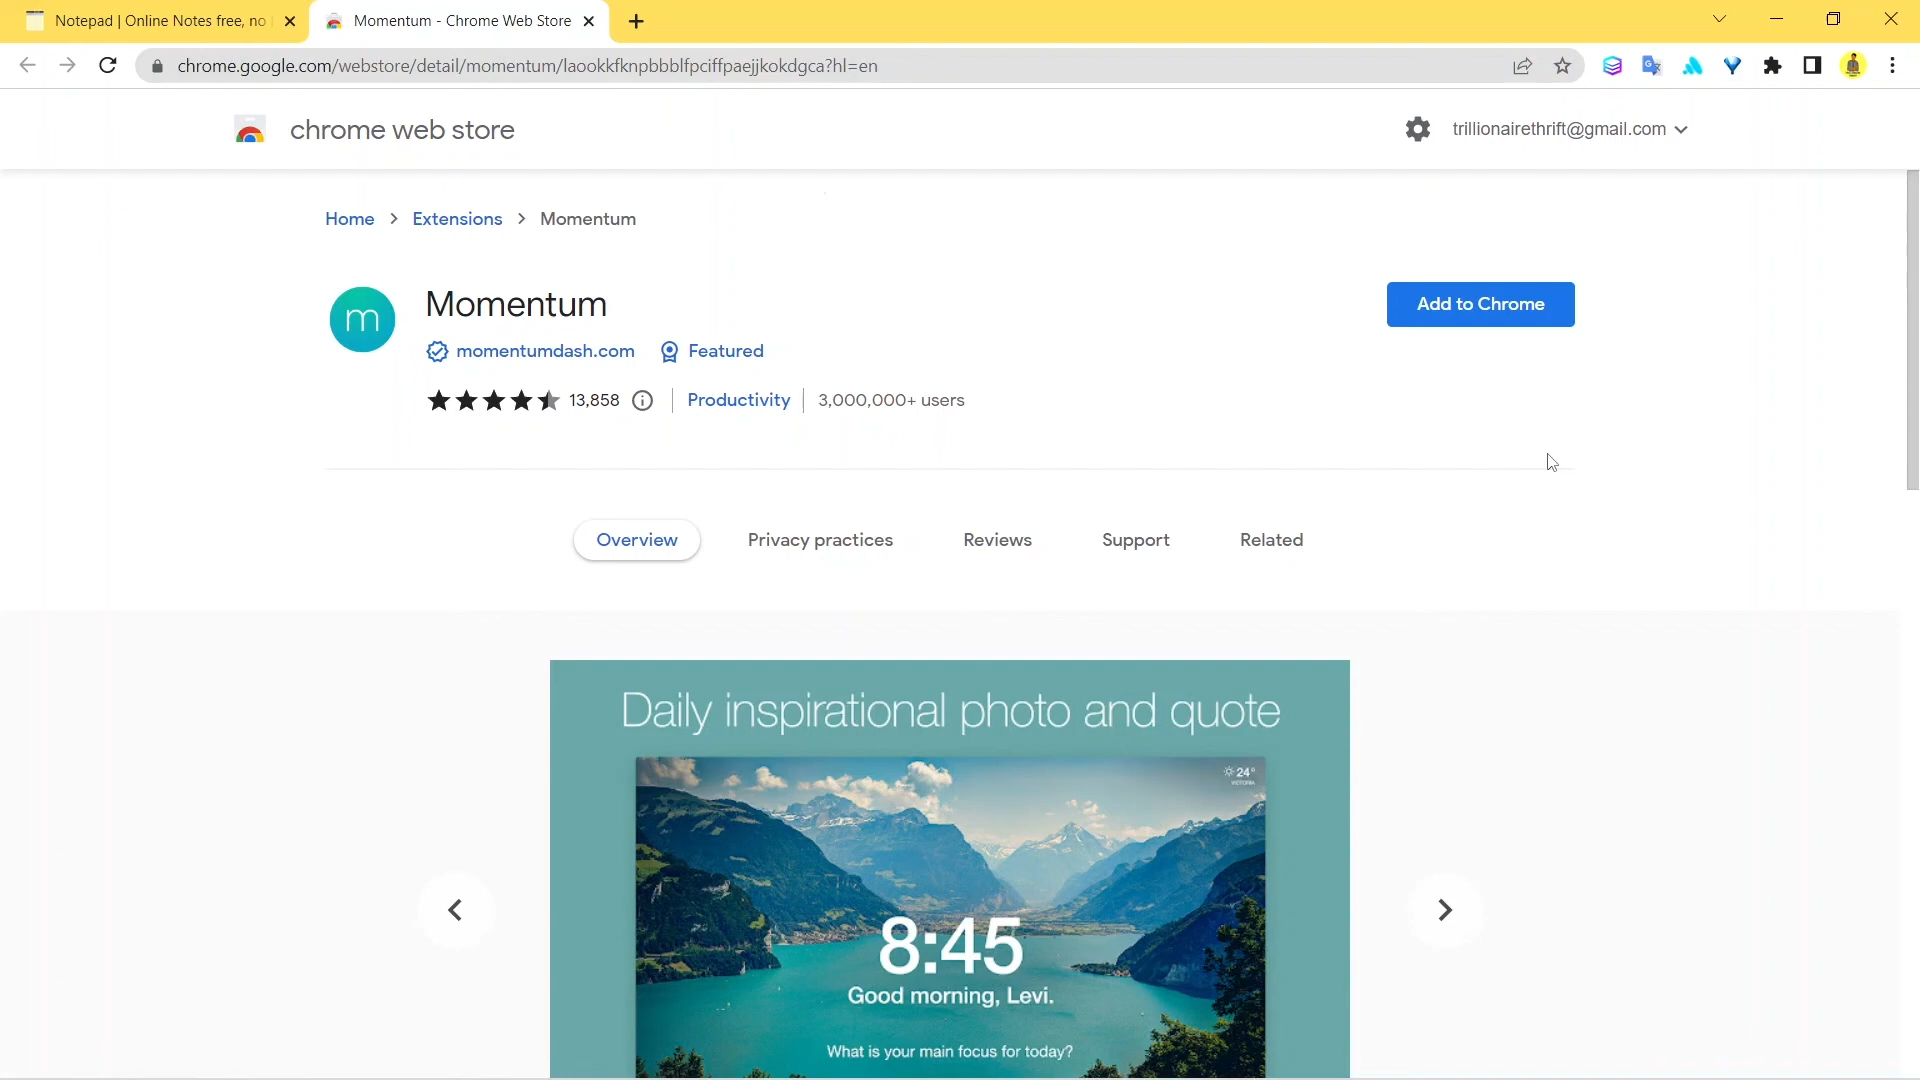 Notepad | Online Notes free, no
Momentum - Chrome Web Store
chrome.google.com/webstore/detail/momentum/laookkfknpbbblfpciffpaejjkokdgca?hl=en
chrome web store
trillionairethrift@gmail.com
Home > Extensions > Momentum
m
Momentum
Add to Chrome
momentumdash.com Featured
13,858 Productivity 3,000,000+ users
Overview Privacy practices Reviews Support Related
Daily inspirational photo and quote
24°
VICTORIA
8:45
Good morning, Levi.
What is your main focus for today?